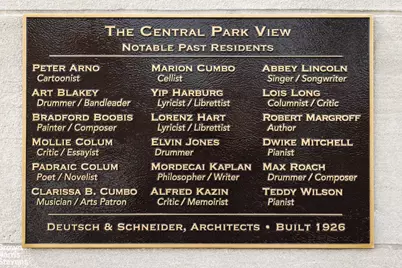 THE CENTRAL PARK VIEW
NOTABLE PAST RESIDENTS
PETER ARNO
Cartoonist
ART BLAKEY
Drummer / Bandleader
BRADFORD BOOBIS
Painter / Composer
MOLLIE COLUM
Critic / Essayist
PADRAIC COLUM
Poet / Novelist
CLARISSA B. CUMBO
Musician / Arts Patron
MARION CUMBO
Cellist
YIP HARBURG
Lyricist / Librettist
LORENZ HART
Lyricist / Librettist
ELVIN JONES
Drummer
MORDECAI KAPLAN
Philosopher / Writer
ALFRED KAZIN
Critic / Memoirist
ABBEY LINCOLN
Singer / Songwriter
LOIS LONG
Columnist / Critic
ROBERT MARGROFF
Author
DWIKE MITCHELL
Pianist
MAX ROACH
Drummer / Composer
TEDDY WILSON
Pianist
DEUTSCH & SCHNEIDER, ARCHITECTS • BUILT 1926